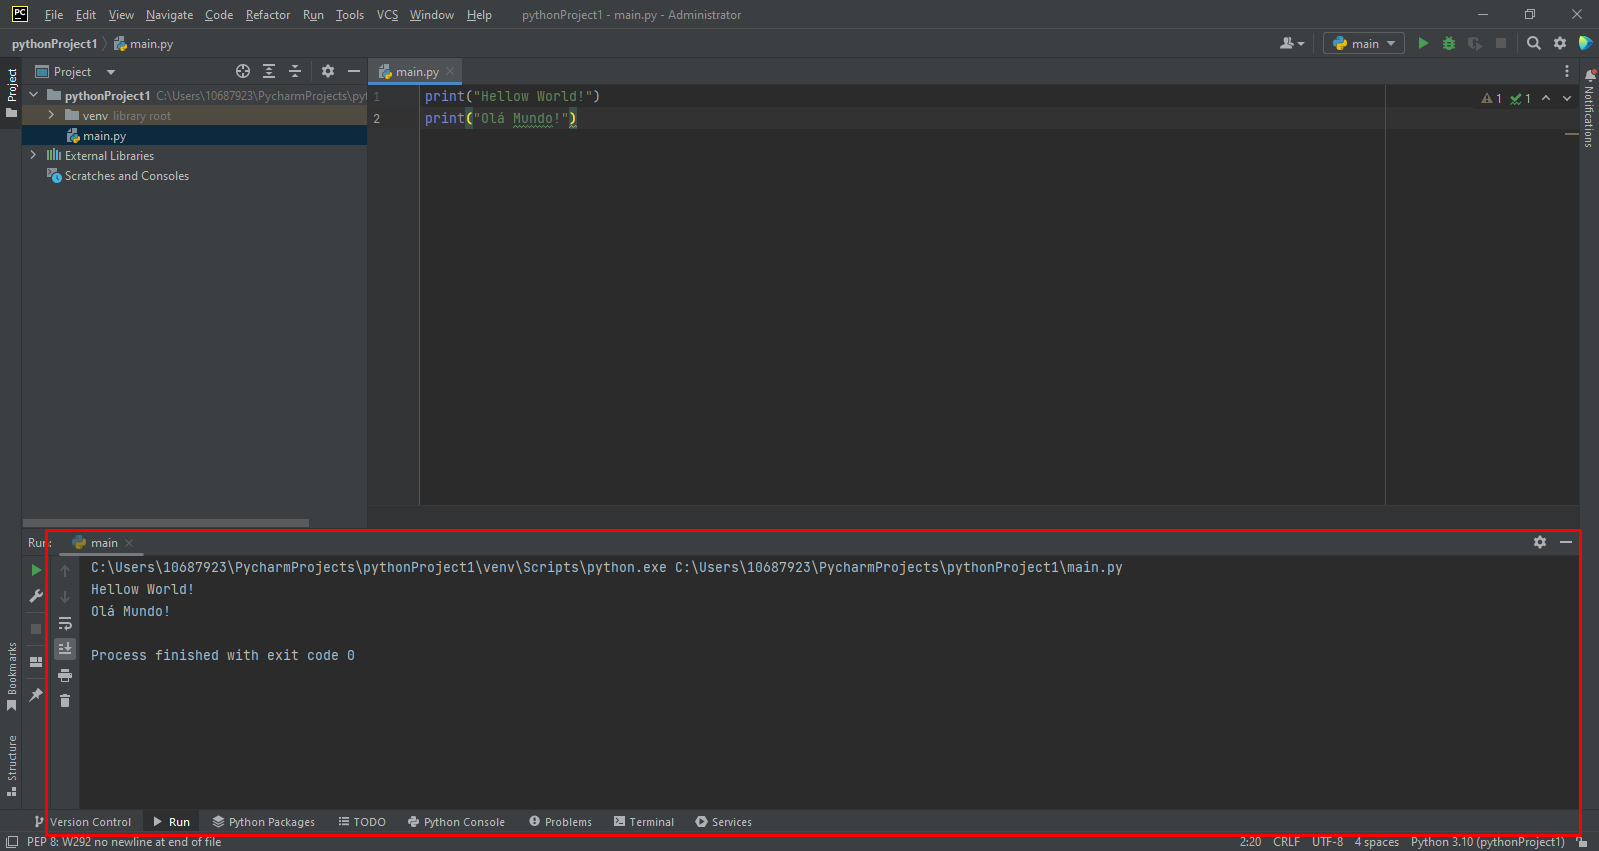 PC File Edit View Navigate Code Refactor Run Tools VCS Window Help pythonProject1 - main.py - Administrator
pythonProject1 main.py main
Project main.py
Project
pythonProject1 C:\Users\10687923\PycharmProjects\pyt
venv library root
main.py
External Libraries
Scratches and Consoles
1 print("Hellow World!")
2 print("Olá Mundo!")
1 1
Notifications
Run: main
C:\Users\10687923\PycharmProjects\pythonProject1\venv\Scripts\python.exe C:\Users\10687923\PycharmProjects\pythonProject1\main.py
Hellow World!
Olá Mundo!
Process finished with exit code 0
Bookmarks
Structure
Version Control Run Python Packages TODO Python Console Problems Terminal Services
PEP 8: W292 no newline at end of file 2:20 CRLF UTF-8 4 spaces Python 3.10 (pythonProject1)